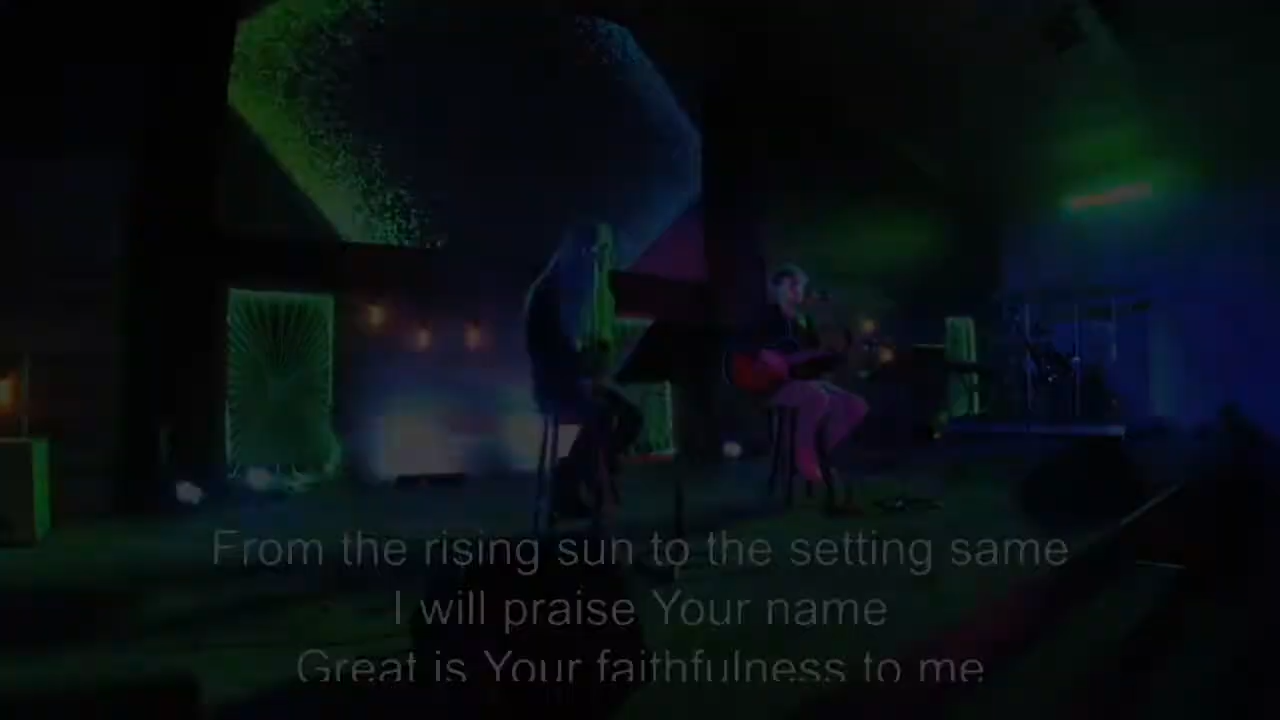 From the rising sun to the setting same
I will praise Your name
Great is Your faithfulness to me